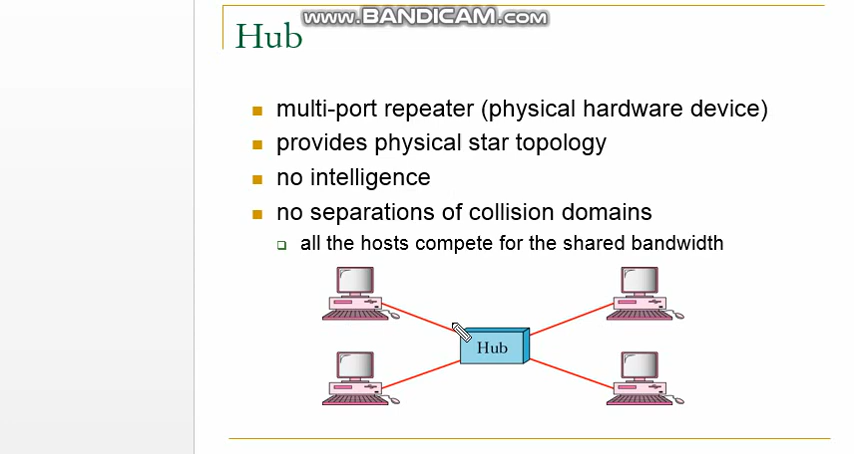 www.BANDICAM.com
Hub
multi-port repeater (physical hardware device)
provides physical star topology
no intelligence
no separations of collision domains
all the hosts compete for the shared bandwidth
Hub